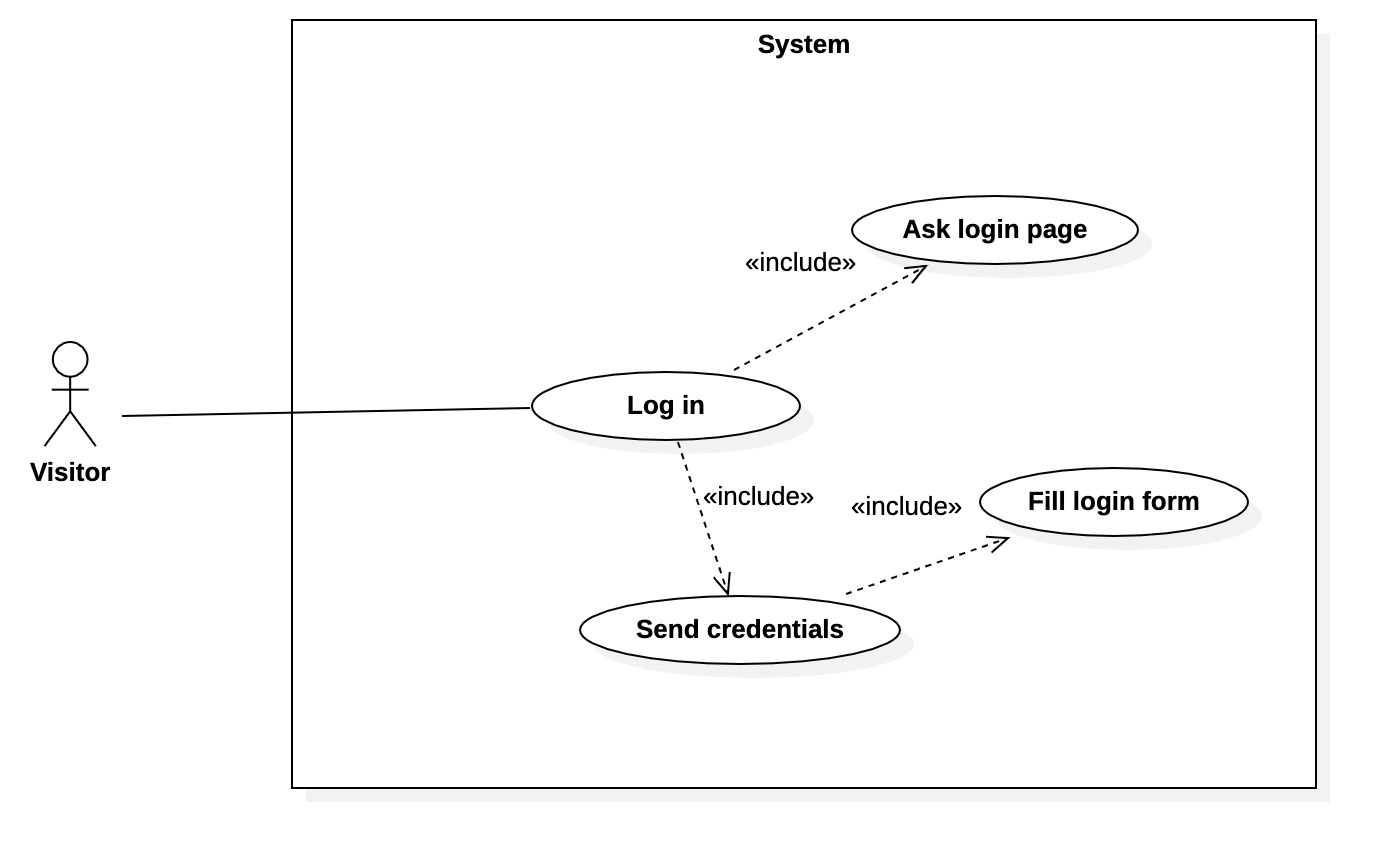 System
Ask login page
«include»
Log in
Visitor
«include»
«include»
Fill login form
Send credentials